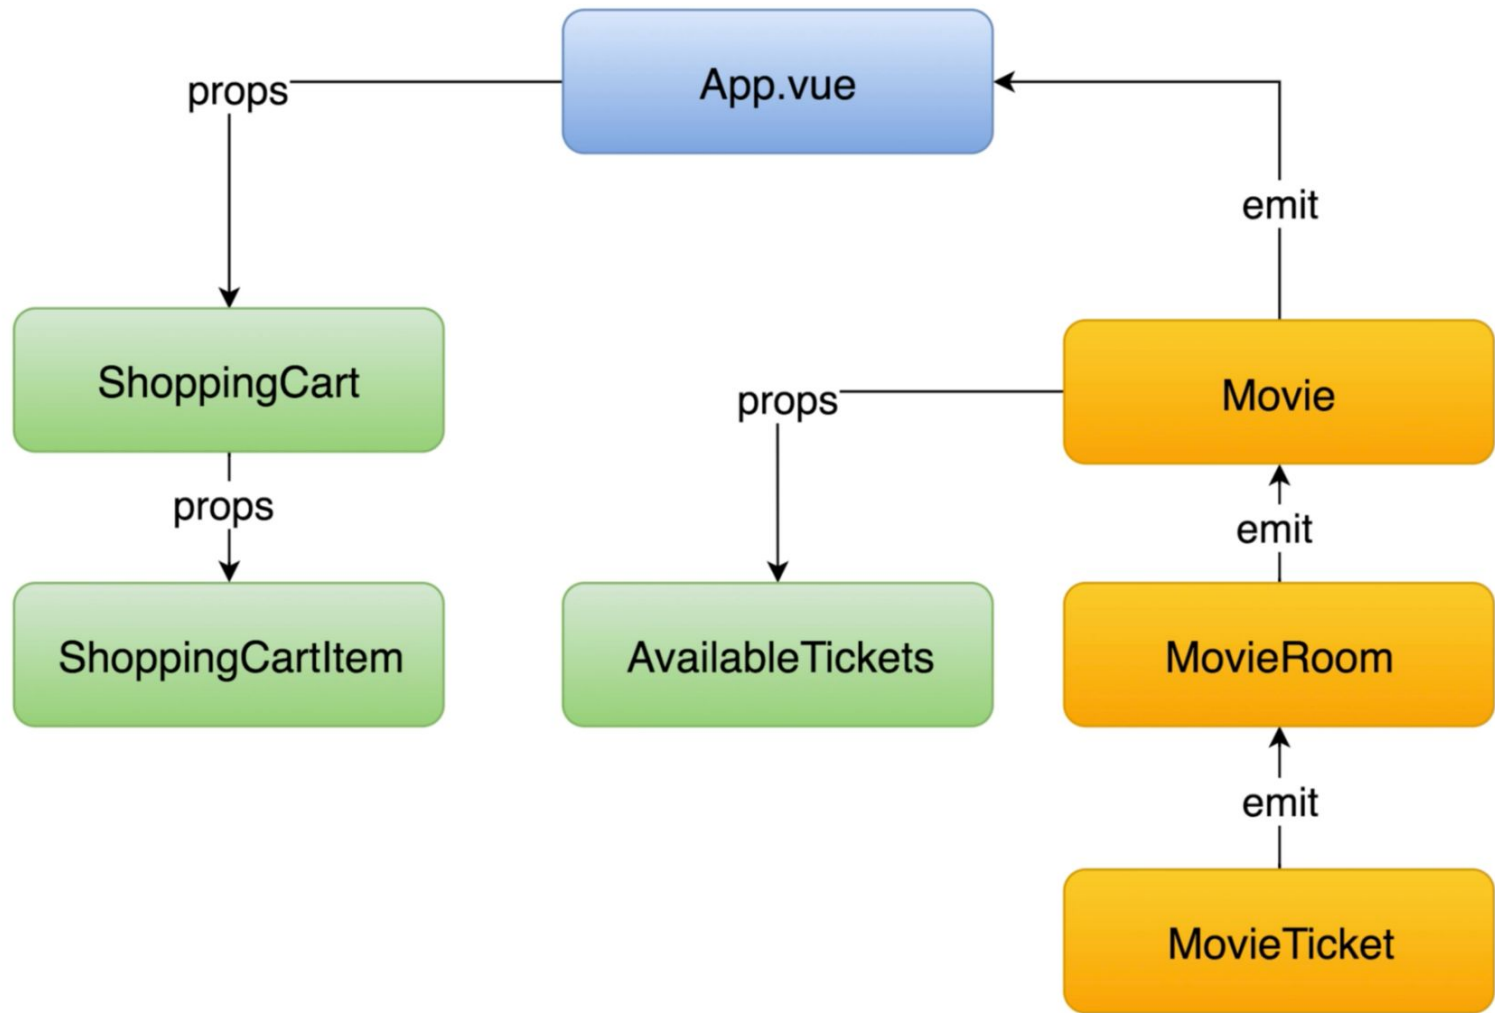 App.vue
props
emit
ShoppingCart
Movie
props
props
emit
ShoppingCartItem
AvailableTickets
MovieRoom
emit
MovieTicket